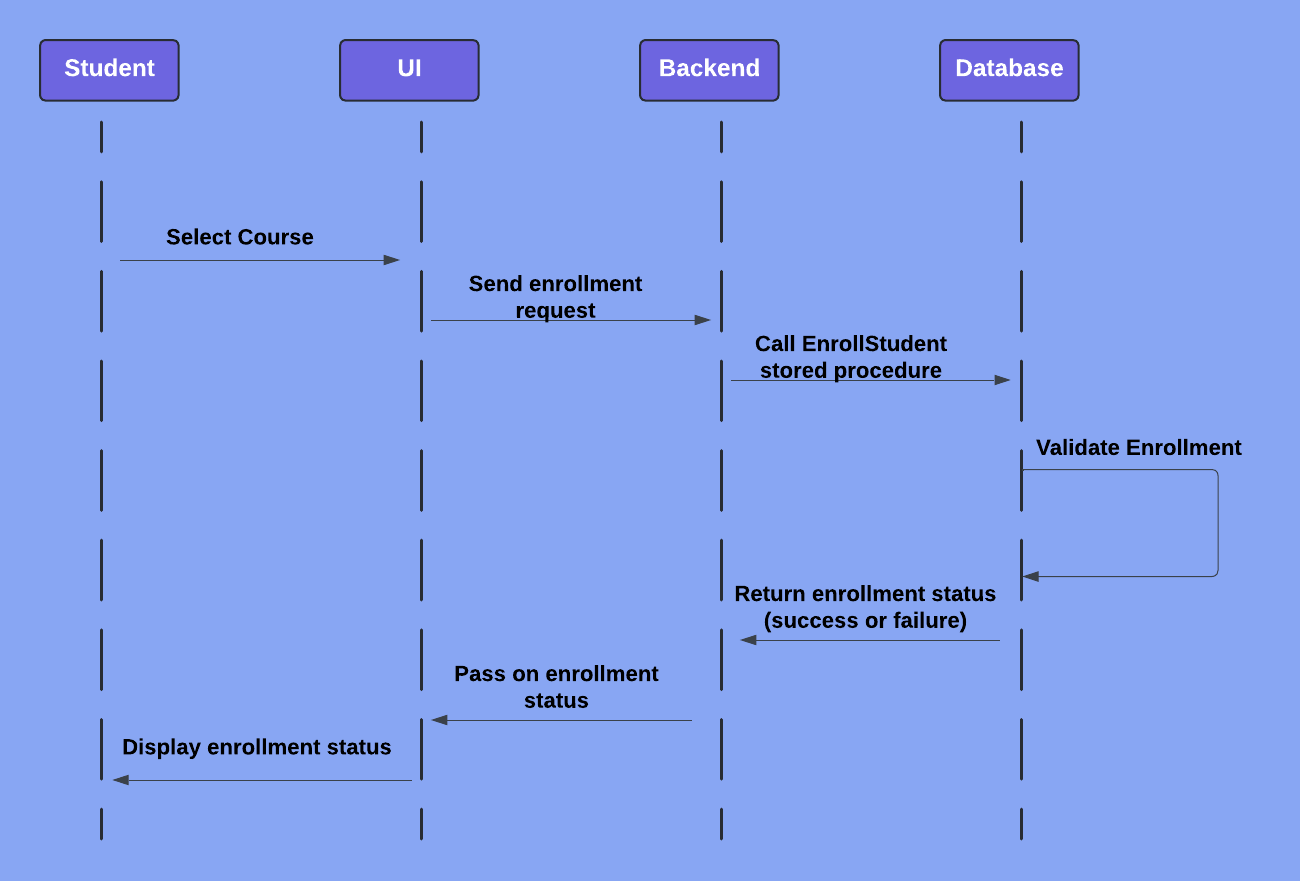 Student
UI
Backend
Database
Select Course
Send enrollment
request
Call EnrollStudent
stored procedure
Validate Enrollment
Return enrollment status
(success or failure)
Pass on enrollment
status
Display enrollment status